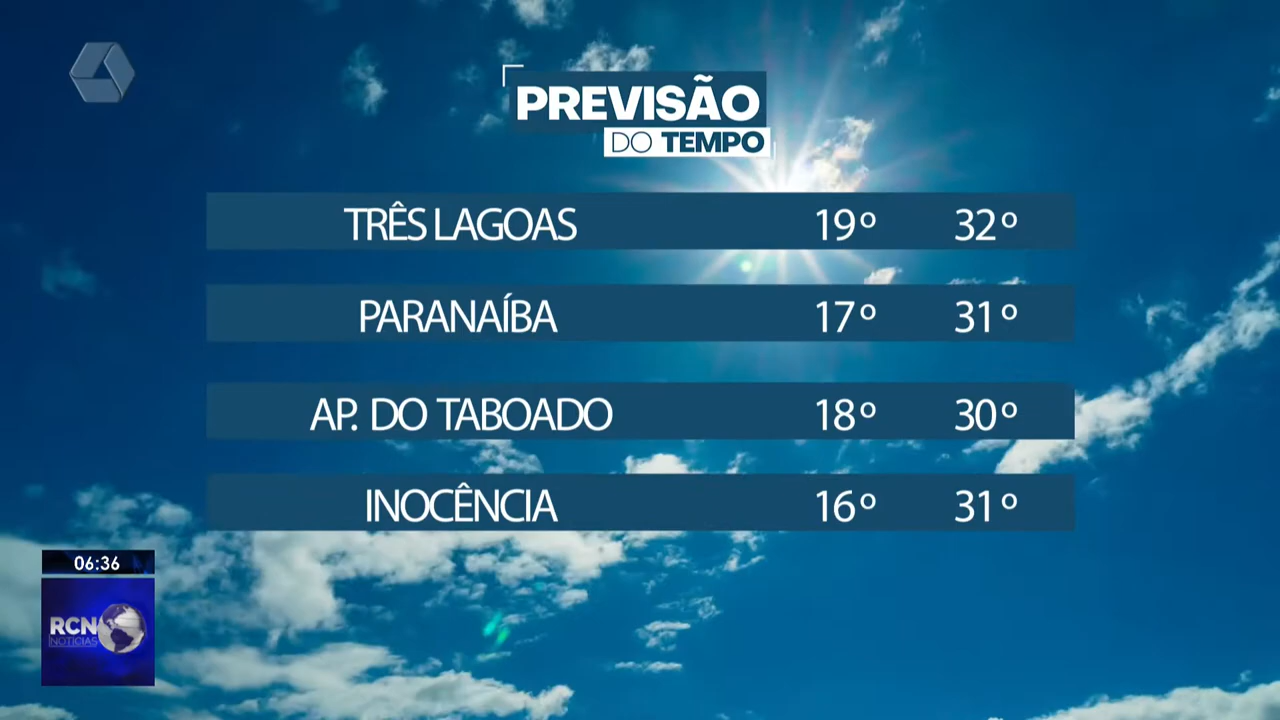 PREVISÃO
DO TEMPO
TRÊS LAGOAS 19º 32º
PARANAÍBA 17º 31º
AP. DO TABOADO 18º 30º
INOCÊNCIA 16º 31º
06:36
RCN
NOTÍCIAS